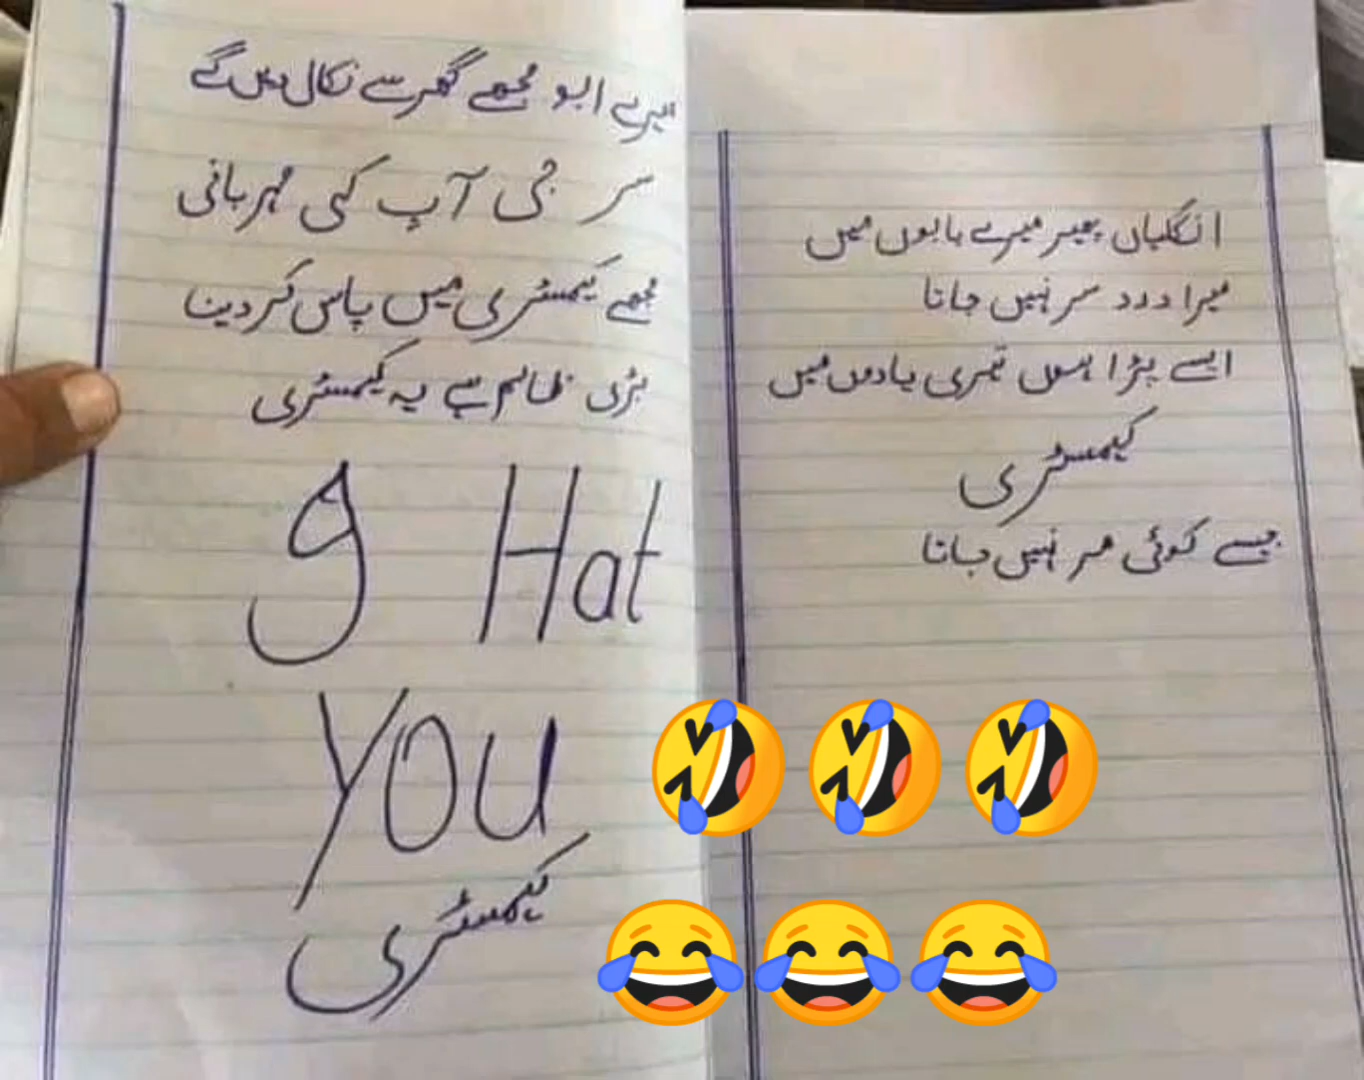 میرے ابو مجھے گھر سے نکال دیں گے
سر جی آپ کی مہربانی
مجھے کیمسٹری میں پاس کر دینا
بڑی ظالم ہے یہ کیمسٹری
I Hat
You
کیمسٹری
انگلیاں پھیر میرے بالوں میں
میرا درد سر نہیں جاتا
ایسے پڑا ہوں تمری یادوں میں
کیمسٹری
جیسے کوئی مر نہیں جاتا